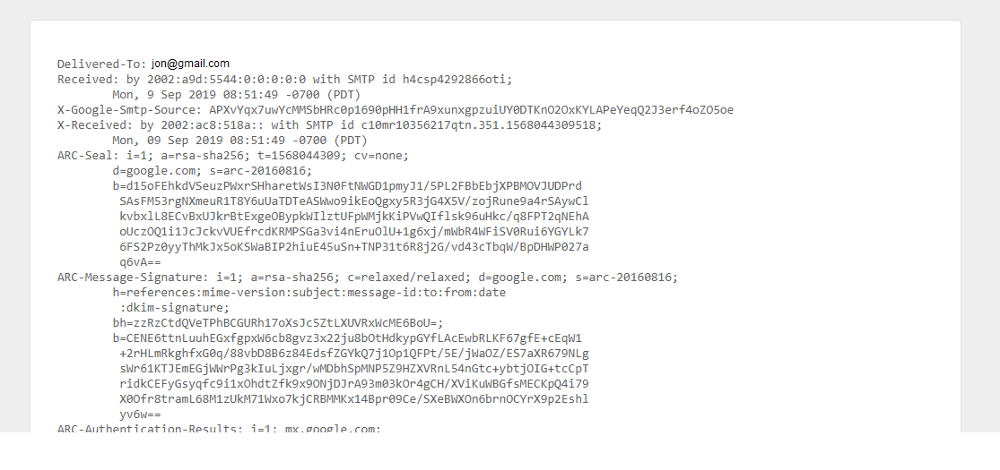 Delivered-To: jon@gmail.com
Received: by 2002:a9d:5544:0:0:0:0:0 with SMTP id h4csp4292866oti;
Mon, 9 Sep 2019 08:51:49 -0700 (PDT)
X-Google-Smtp-Source: APXvYqx7uwYcMMSbHRc0p1690pHH1frA9xunxgpzuiUY0DTKnO2OxKYLAPeYeqQ2J3erf4oZO5oe
X-Received: by 2002:ac8:518a:: with SMTP id c10mr10356217qtn.351.1568044309518;
Mon, 09 Sep 2019 08:51:49 -0700 (PDT)
ARC-Seal: i=1; a=rsa-sha256; t=1568044309; cv=none;
d=google.com; s=arc-20160816;
b=d15oFEhkdVSeuzPWxrSHharetWsI3N0FtNWGD1pmyJ1/5PL2FBbEbjXPBMOVJUDPrd
SAsFM53rgNXmeuR1T8Y6uUaTDTeASWwo9ikEoQgxy5R3jG4X5V/zojRune9a4rSAywCl
kvbxlL8ECvBxUJkrBtExgeOBypkWIlztUFpWMjkKiPVwQIflsk96uHkc/q8FPT2qNEhA
oUczOQ1i1JcJckvVUEfrcdKRMPSGa3vi4nEruOlU+1g6xj/mWbR4WFiSV0Rui6YGYLk7
6FS2Pz0yyThMkJx5oKSWaBIP2hiuE45uSn+TNP31t6R8j2G/vd43cTbqW/BpDHWP027a
q6vA==
ARC-Message-Signature: i=1; a=rsa-sha256; c=relaxed/relaxed; d=google.com; s=arc-20160816;
h=references:mime-version:subject:message-id:to:from:date
:dkim-signature;
bh=zzRzCtdQVeTPhBCGURh17oXsJc5ZtLXUVRxWcME6BoU=;
b=CENE6ttnLuuhEGxfgpxW6cb8gvz3x22ju8bOtHdkypGYfLAcEwbRLKF67gfE+cEqW1
+2rHLmRkghfxG0q/88vbD8B6z84EdsfZGYkQ7j1Op1QFPt/5E/jWaOZ/ES7aXR679NLg
sWr61KTJEmEGjWWrPg3kIuLjxgr/wMDbhSpMNP5Z9HZXVRnL54nGtc+ybtjOIG+tcCpT
ridkCEFyGsyqfc9i1xOhdtZfk9x9ONjDJrA93m03kOr4gCH/XViKuWBGfsMECKpQ4i79
X0Ofr8tramL68M1zUkM71Wxo7kjCRBMMKx14Bpr09Ce/SXeBWXOn6brnOCYrX9p2Eshl
yv6w==
ARC-Authentication-Results: i=1; mx.google.com;